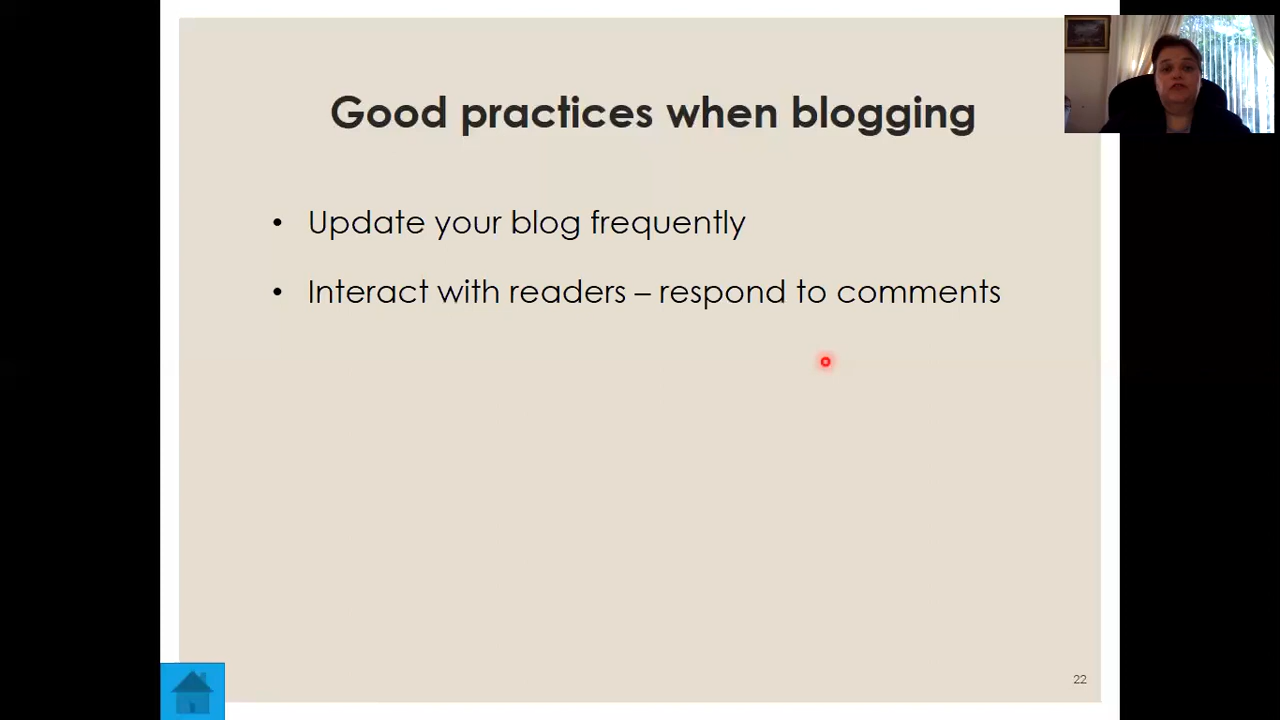 Good practices when blogging
• Update your blog frequently
• Interact with readers – respond to comments
22